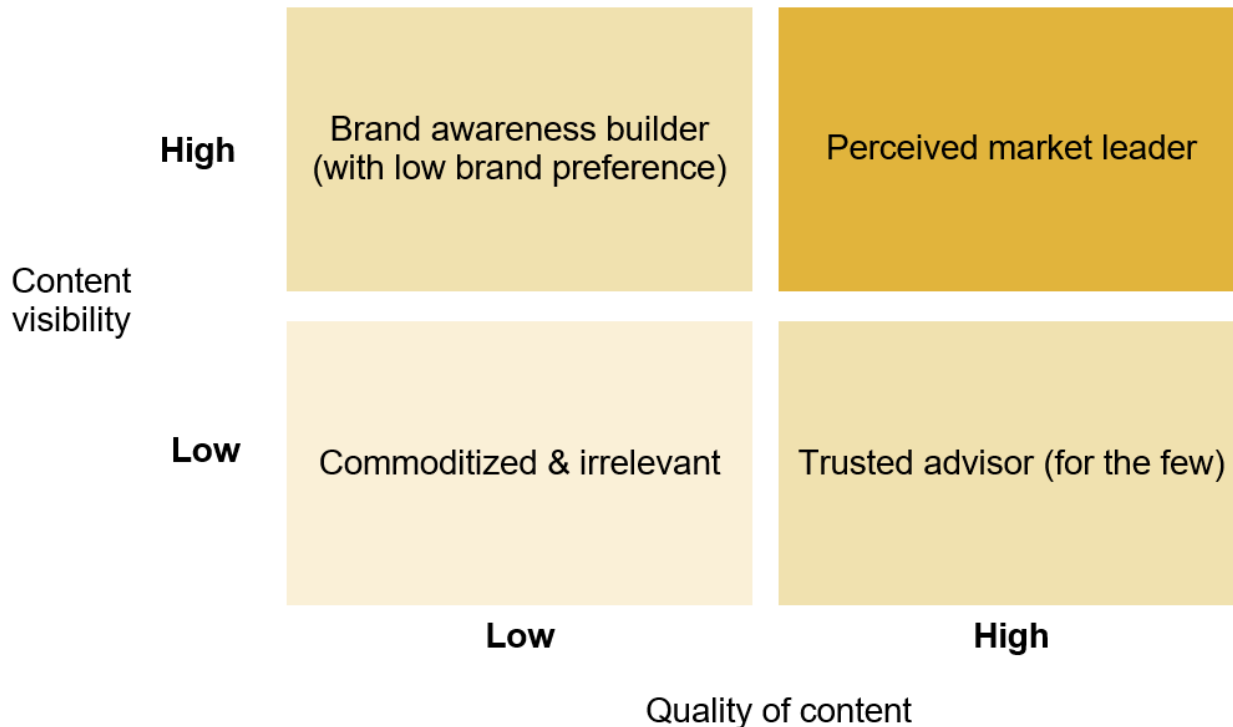 Brand awareness builder
(with low brand preference)
Perceived market leader
High
Content
visibility
Low
Commoditized & irrelevant
Trusted advisor (for the few)
Low
High
Quality of content